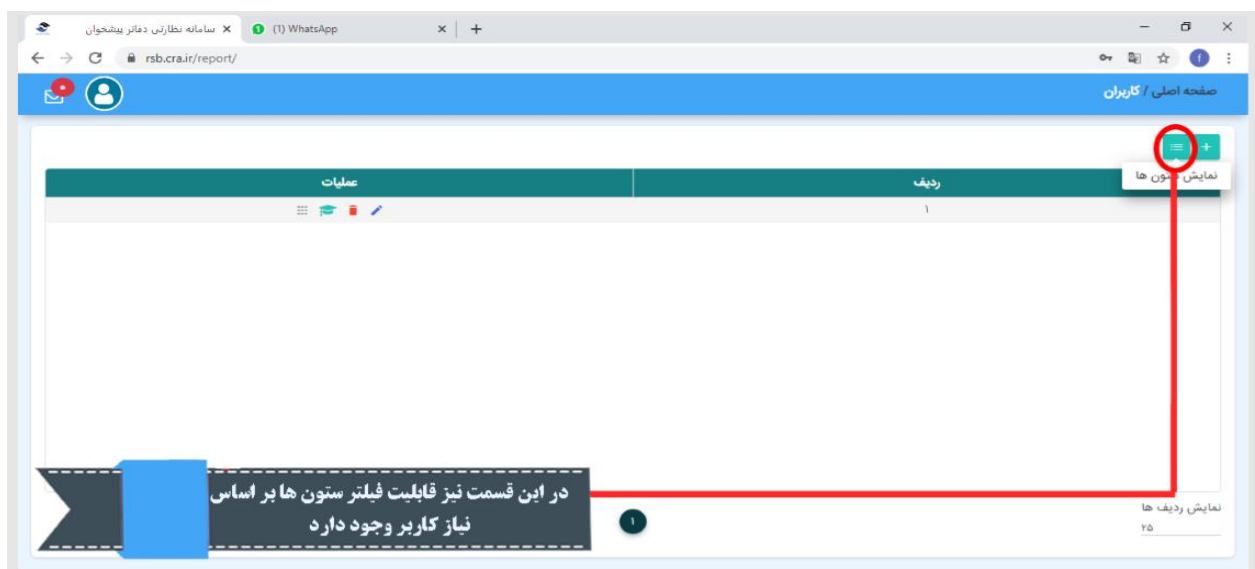 سامانه نظارتی دفاتر پیشخوان
(1) WhatsApp
rsb.cra.ir/report/
f
صفحه اصلی / کاربران
نمایش ستون ها
ردیف
عملیات
۱
در این قسمت نیز قابلیت فیلتر ستون ها بر اساس
نیاز کاربر وجود دارد
۱
نمایش ردیف ها
۲۵